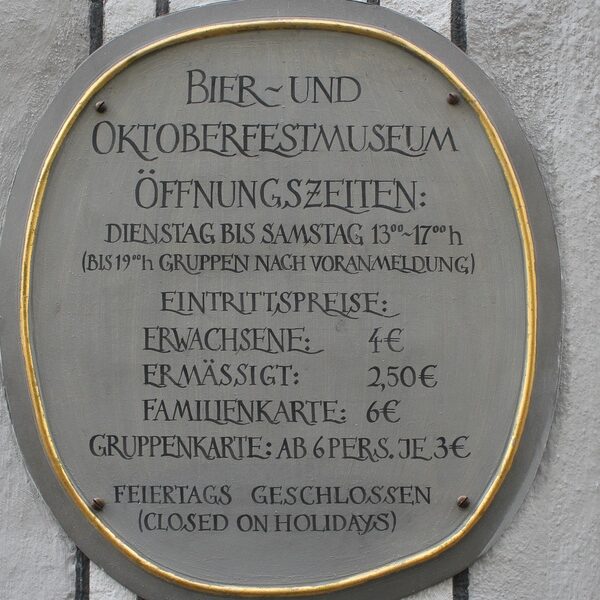 BIER~UND
OKTOBERFESTMUSEUM
ÖFFNUNGSZEITEN:
DIENSTAG BIS SAMSTAG 13⁰⁰~17⁰⁰h
(BIS 19⁰⁰h GRUPPEN NACH VORANMELDUNG)
EINTRITTSPREISE:
ERWACHSENE: 4€
ERMÄSSIGT: 2,50€
FAMILIENKARTE: 6€
GRUPPENKARTE: AB 6 PERS. JE 3€
FEIERTAGS GESCHLOSSEN
(CLOSED ON HOLIDAYS)